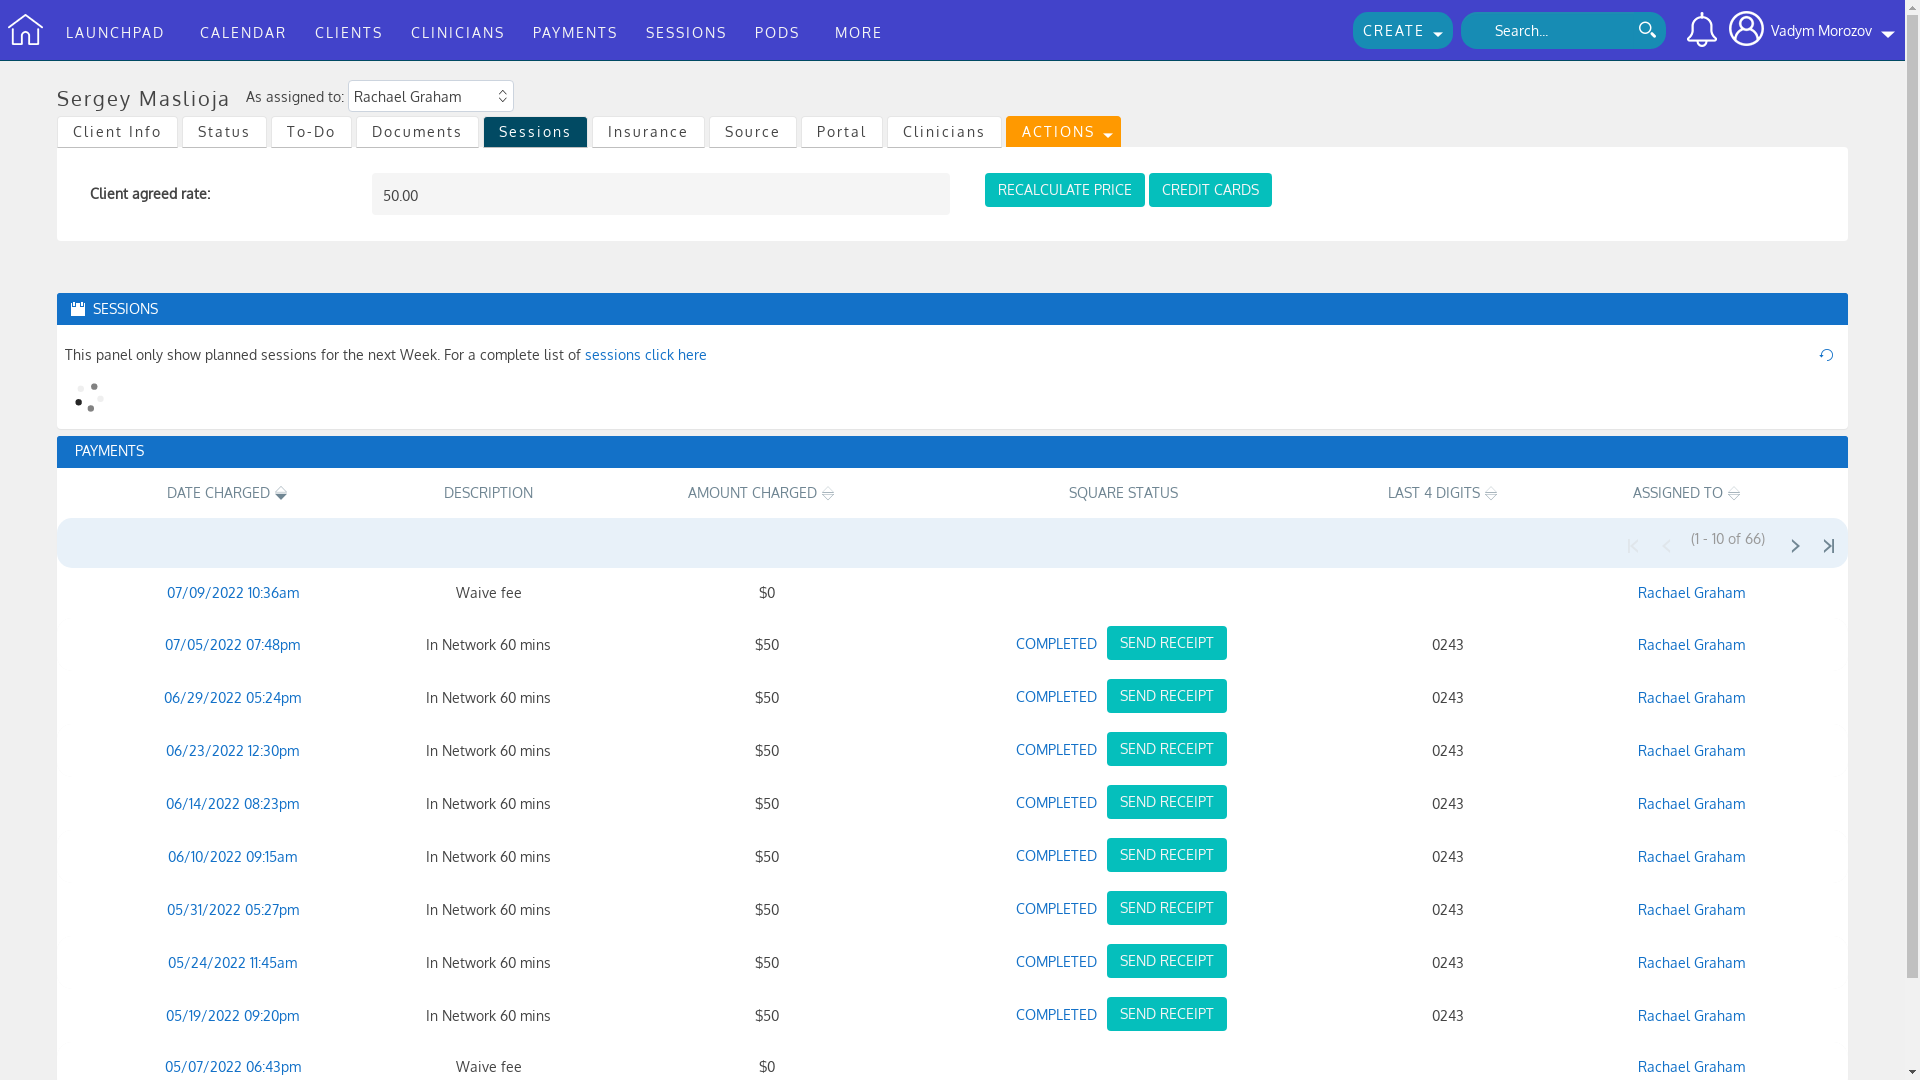 LAUNCHPAD CALENDAR CLIENTS CLINICIANS PAYMENTS SESSIONS PODS MORE CREATE Search... Vadym Morozov
Sergey Maslioja As assigned to: Rachael Graham
Client Info Status To-Do Documents Sessions Insurance Source Portal Clinicians ACTIONS
Client agreed rate: 50.00 RECALCULATE PRICE CREDIT CARDS
SESSIONS
This panel only show planned sessions for the next Week. For a complete list of sessions click here
PAYMENTS
DATE CHARGED DESCRIPTION AMOUNT CHARGED SQUARE STATUS LAST 4 DIGITS ASSIGNED TO
(1 - 10 of 66)
07/09/2022 10:36am Waive fee $0 Rachael Graham
07/05/2022 07:48pm In Network 60 mins $50 COMPLETED SEND RECEIPT 0243 Rachael Graham
06/29/2022 05:24pm In Network 60 mins $50 COMPLETED SEND RECEIPT 0243 Rachael Graham
06/23/2022 12:30pm In Network 60 mins $50 COMPLETED SEND RECEIPT 0243 Rachael Graham
06/14/2022 08:23pm In Network 60 mins $50 COMPLETED SEND RECEIPT 0243 Rachael Graham
06/10/2022 09:15am In Network 60 mins $50 COMPLETED SEND RECEIPT 0243 Rachael Graham
05/31/2022 05:27pm In Network 60 mins $50 COMPLETED SEND RECEIPT 0243 Rachael Graham
05/24/2022 11:45am In Network 60 mins $50 COMPLETED SEND RECEIPT 0243 Rachael Graham
05/19/2022 09:20pm In Network 60 mins $50 COMPLETED SEND RECEIPT 0243 Rachael Graham
05/07/2022 06:43pm Waive fee $0 Rachael Graham